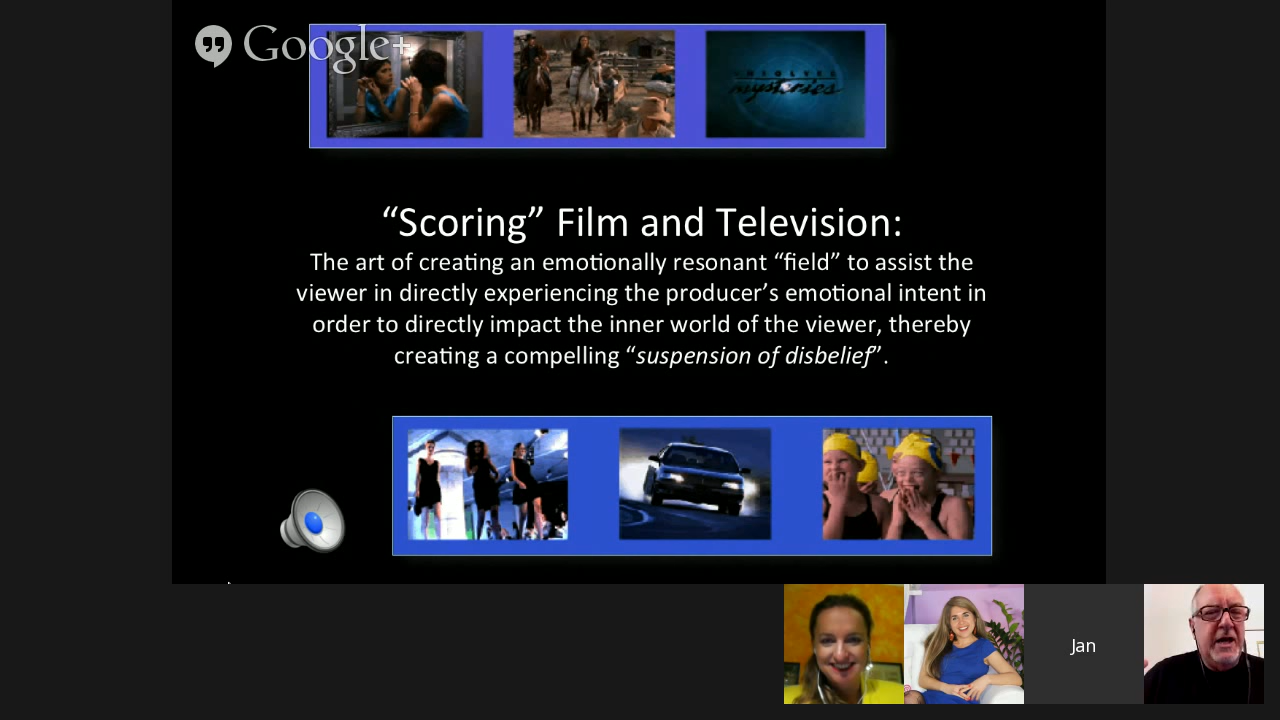 Google+
UNSOLVED
mysteries
“Scoring” Film and Television:
The art of creating an emotionally resonant “field” to assist the
viewer in directly experiencing the producer’s emotional intent in
order to directly impact the inner world of the viewer, thereby
creating a compelling “suspension of disbelief”.
Jan